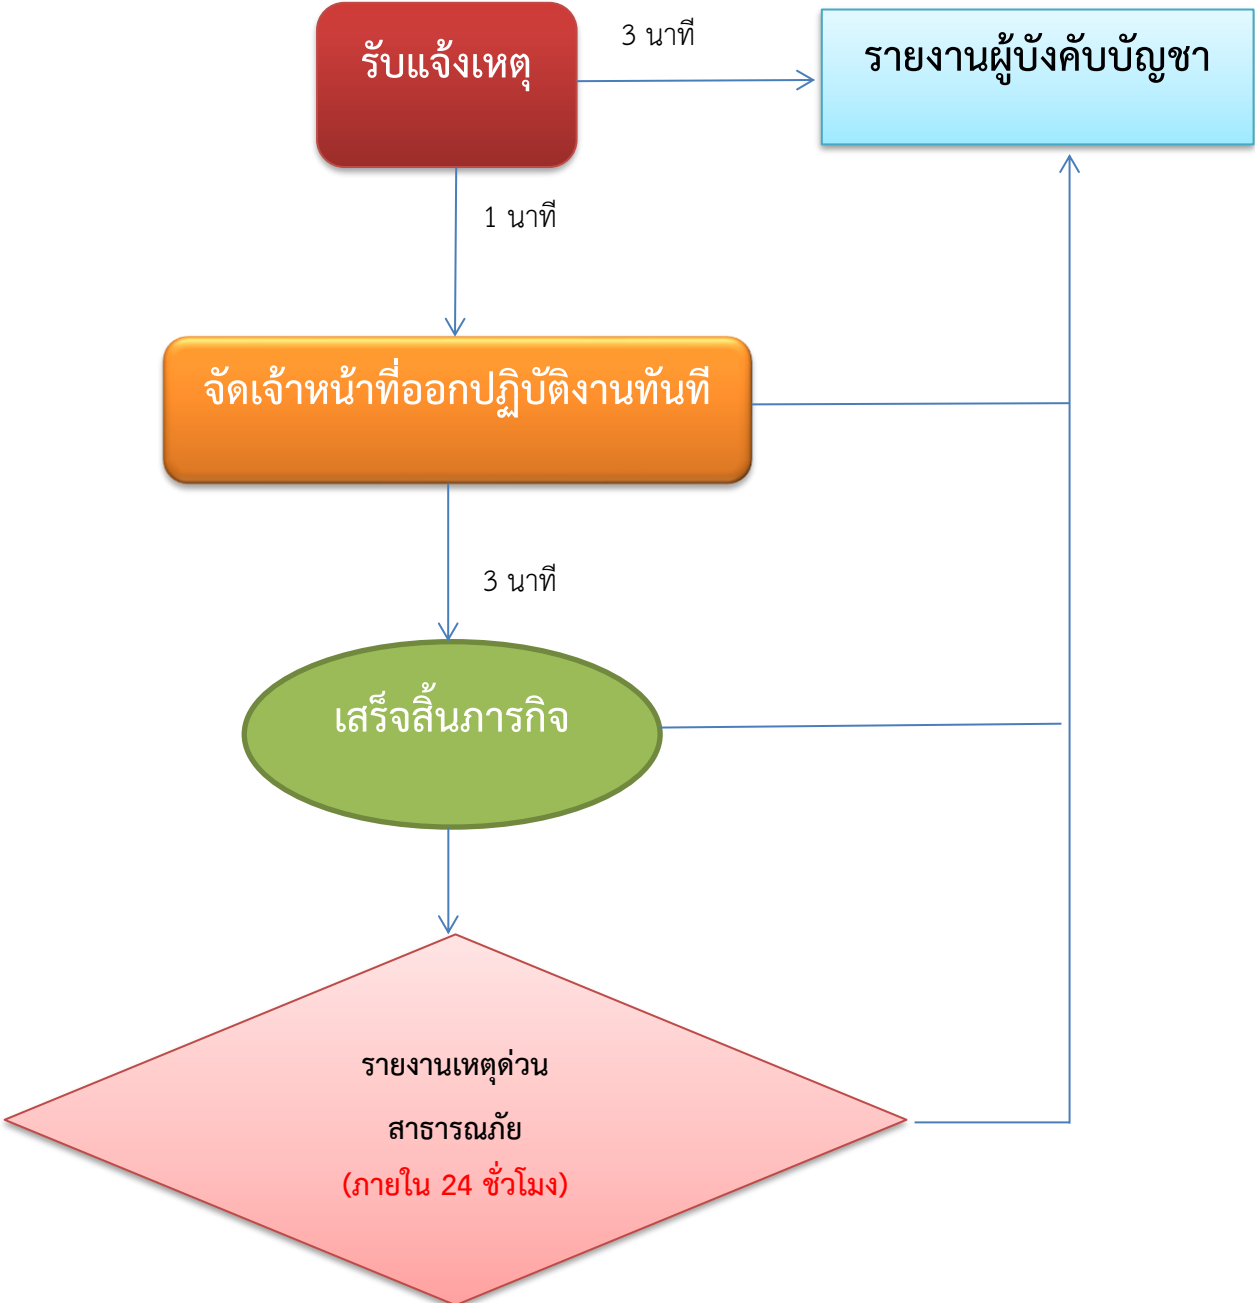 รับแจ้งเหตุ
3 นาที
รายงานผู้บังคับบัญชา
1 นาที
จัดเจ้าหน้าที่ออกปฏิบัติงานทันที
3 นาที
เสร็จสิ้นภารกิจ
รายงานเหตุด่วน
สาธารณภัย
(ภายใน 24 ชั่วโมง)